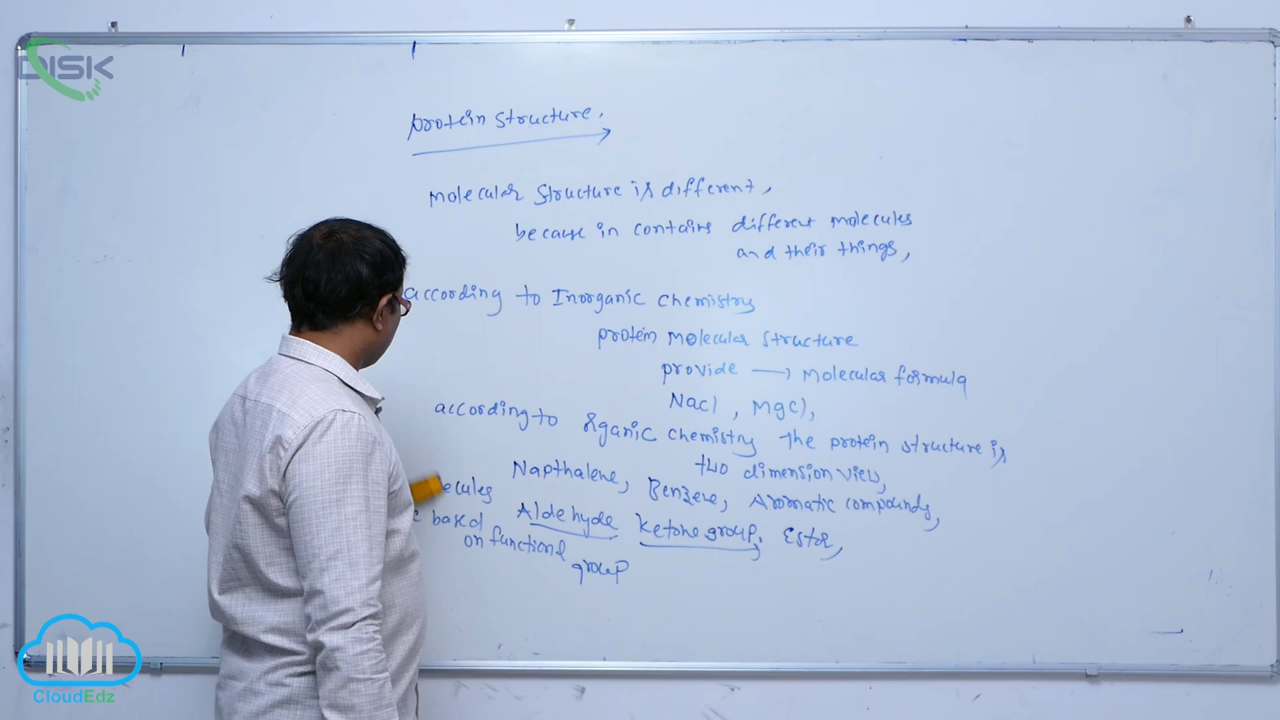 DISK
protein structure.
Molecular structure is different,
because in contains different molecules
and their things,
according to Inorganic chemistry
protein molecular structure
provide → molecular formula
Nacl, Mgcl,
according to organic chemistry the protein structure is
two dimension view,
ecules Napthalene, Benzene, Aromatic compounds,
based Aldehyde ketone group. Ester,
on functional
group
CloudEdz